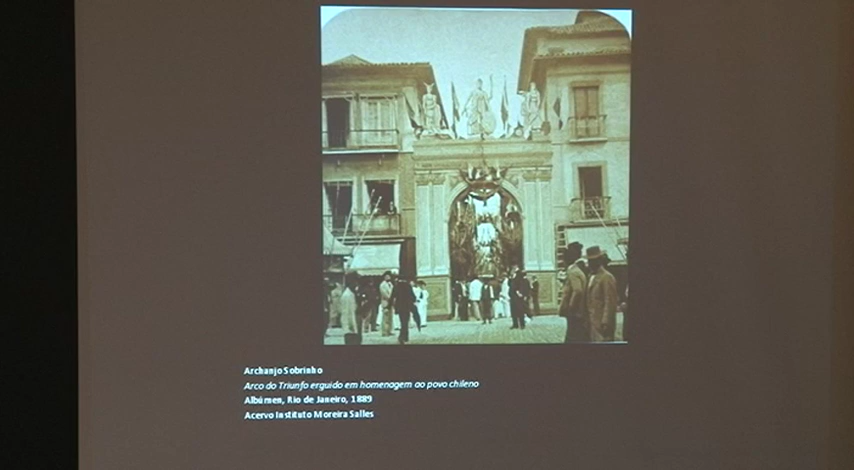 Archanjo Sobrinho
Arco do Triunfo erguido em homenagem ao povo chileno
Albúmen, Rio de Janeiro, 1889
Acervo Instituto Moreira Salles